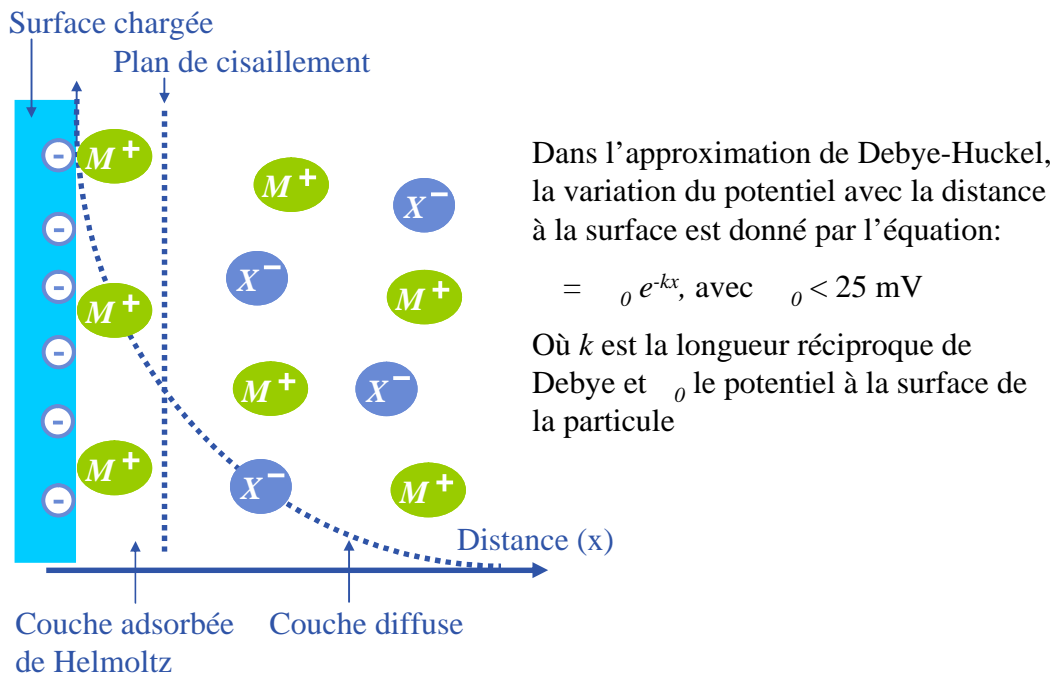 Surface chargée
Plan de cisaillement
- M+
M+
X−
-
X−
-
M+
- M+
-
M+
X−
-
M+
X−
M+
-
Distance (x)
Couche adsorbée
de Helmoltz
Couche diffuse
Dans l’approximation de Debye-Huckel,
la variation du potentiel avec la distance
à la surface est donné par l’équation:
= 0 e-kx, avec 0 < 25 mV
Où k est la longueur réciproque de
Debye et 0 le potentiel à la surface de
la particule